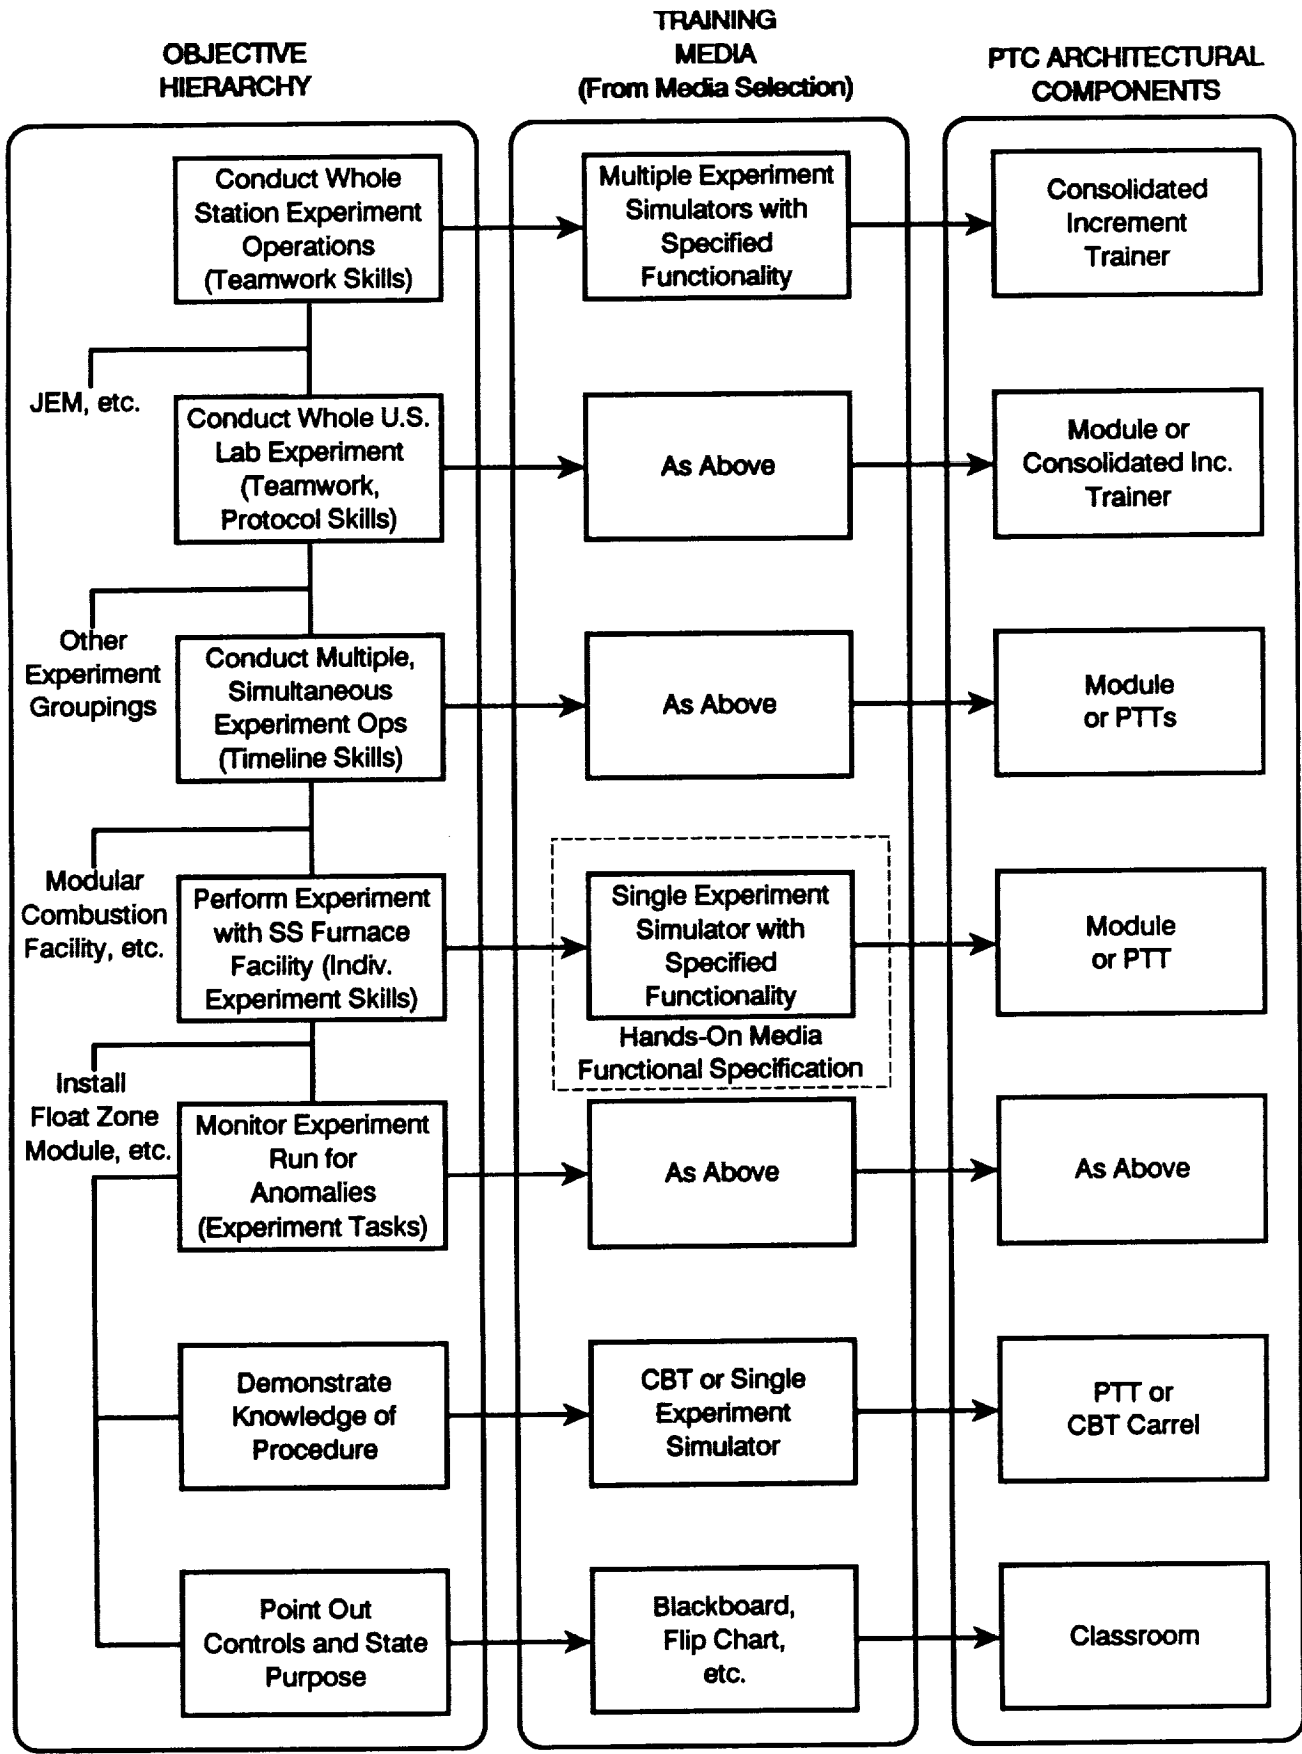 OBJECTIVE
HIERARCHY
TRAINING
MEDIA
(From Media Selection)
PTC ARCHITECTURAL
COMPONENTS
Conduct Whole
Station Experiment
Operations
(Teamwork Skills)
Multiple Experiment
Simulators with
Specified
Functionality
Consolidated
Increment
Trainer
JEM, etc.
Conduct Whole U.S.
Lab Experiment
(Teamwork,
Protocol Skills)
As Above
Module or
Consolidated Inc.
Trainer
Other
Experiment
Groupings
Conduct Multiple,
Simultaneous
Experiment Ops
(Timeline Skills)
As Above
Module
or PTTs
Modular
Combustion
Facility, etc.
Perform Experiment
with SS Furnace
Facility (Indiv.
Experiment Skills)
Single Experiment
Simulator with
Specified
Functionality
Hands-On Media
Functional Specification
Module
or PTT
Install
Float Zone
Module, etc.
Monitor Experiment
Run for
Anomalies
(Experiment Tasks)
As Above
As Above
Demonstrate
Knowledge of
Procedure
CBT or Single
Experiment
Simulator
PTT or
CBT Carrel
Point Out
Controls and State
Purpose
Blackboard,
Flip Chart,
etc.
Classroom